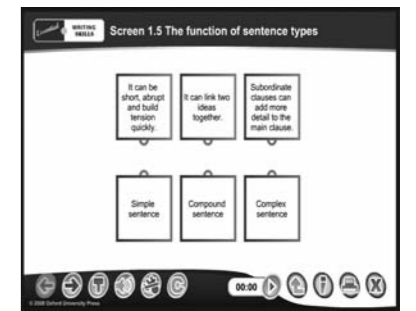 WRITING
SKILLS
Screen 1.5 The function of sentence types
It can be
short, abrupt
and build
tension
quickly.
It can link two
ideas
together.
Subordinate
clauses can
add more
detail to the
main clause.
Simple
sentence
Compound
sentence
Complex
sentence
T
C
00:00
i
X
© 2008 Oxford University Press